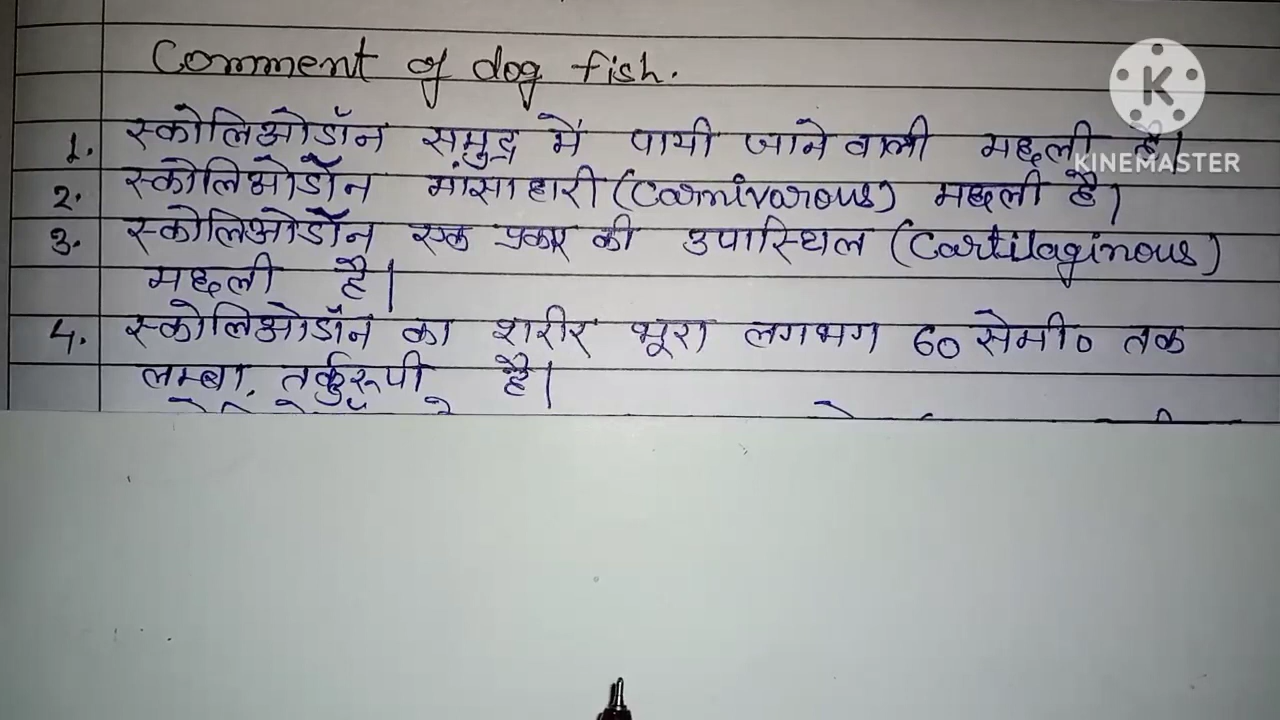 Comment of dog fish.
1. स्कोलिओडॉन समुद्र में पायी जाने वाली मछली है।
KINEMASTER
2. स्कोलिओडॉन मांसाहारी (Carnivarous) मछली है।
3. स्कोलिओडॉन एक प्रकार की उपास्थिल (Cartilaginous)
मछली है।
4. स्कोलिओडॉन का शरीर भूरा लगभग 60 सेमी० तक
लम्बा, तर्कुरूपी है।